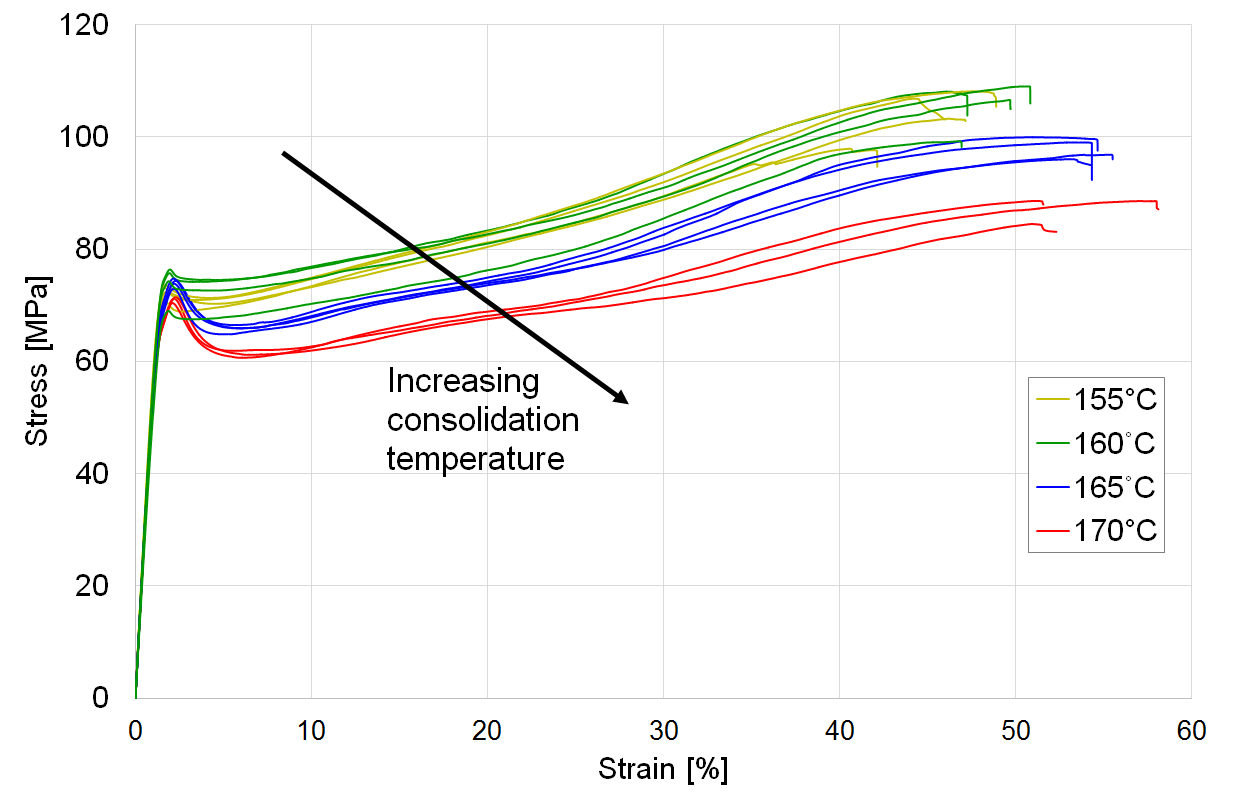 120
100
80
60
40
20
0
Stress [MPa]
Increasing
consolidation
temperature
155°C
160°C
165°C
170°C
0 10 20 30 40 50 60
Strain [%]